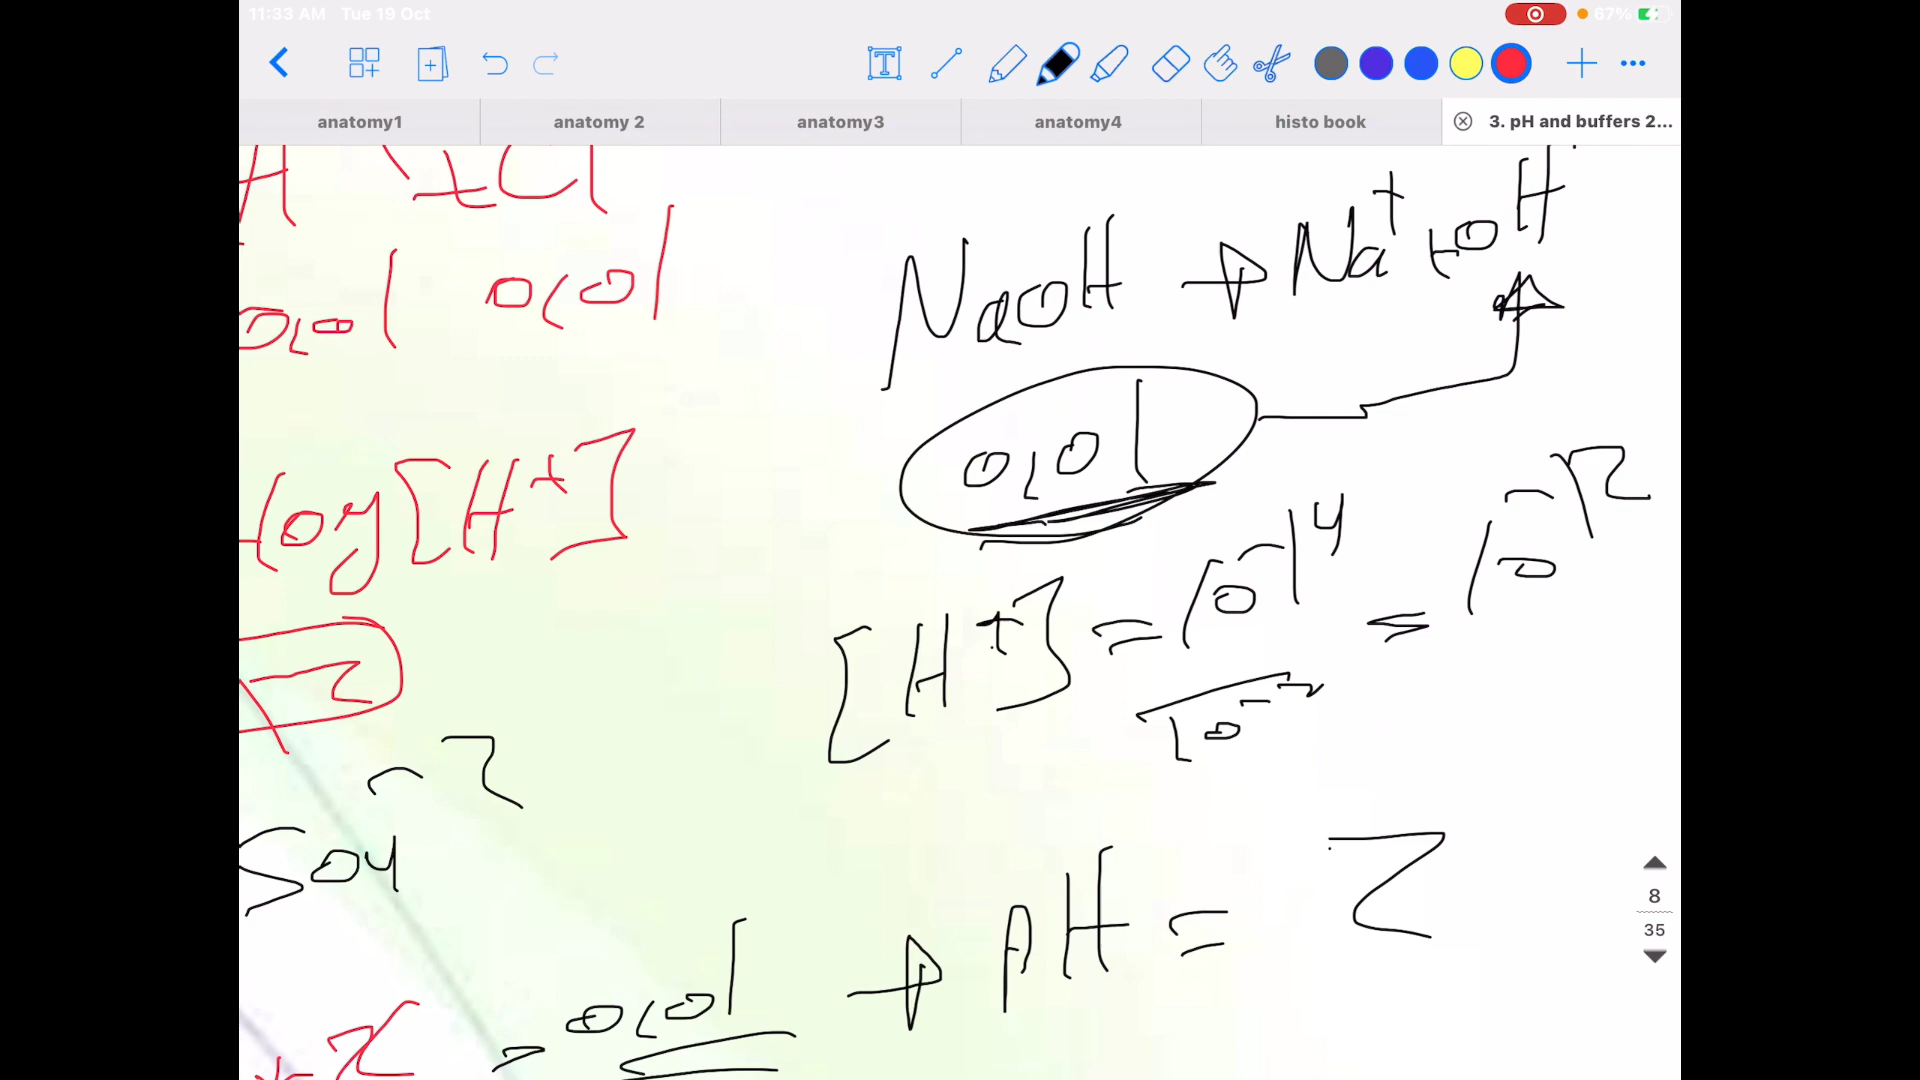 11:33 AM Tue 19 Oct 67%
T
anatomy1 anatomy 2 anatomy3 anatomy4 histo book 3. pH and buffers 2...
H +Cl
0,01 0,01
NaOH → Na⁺ + OH
0,01
-log[H⁺]
[H⁺] = 10⁻¹⁴ / 10⁻² = 10⁻¹²
2
SO4
8
35
pH = 2
= 0,01 →